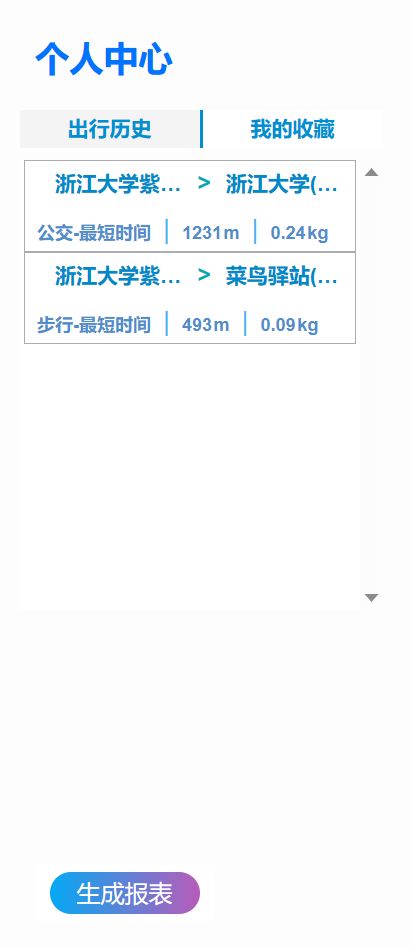 个人中心
出行历史 我的收藏
浙江大学紫… > 浙江大学(…
公交-最短时间 | 1231m | 0.24kg
浙江大学紫… > 菜鸟驿站(…
步行-最短时间 | 493m | 0.09kg
生成报表